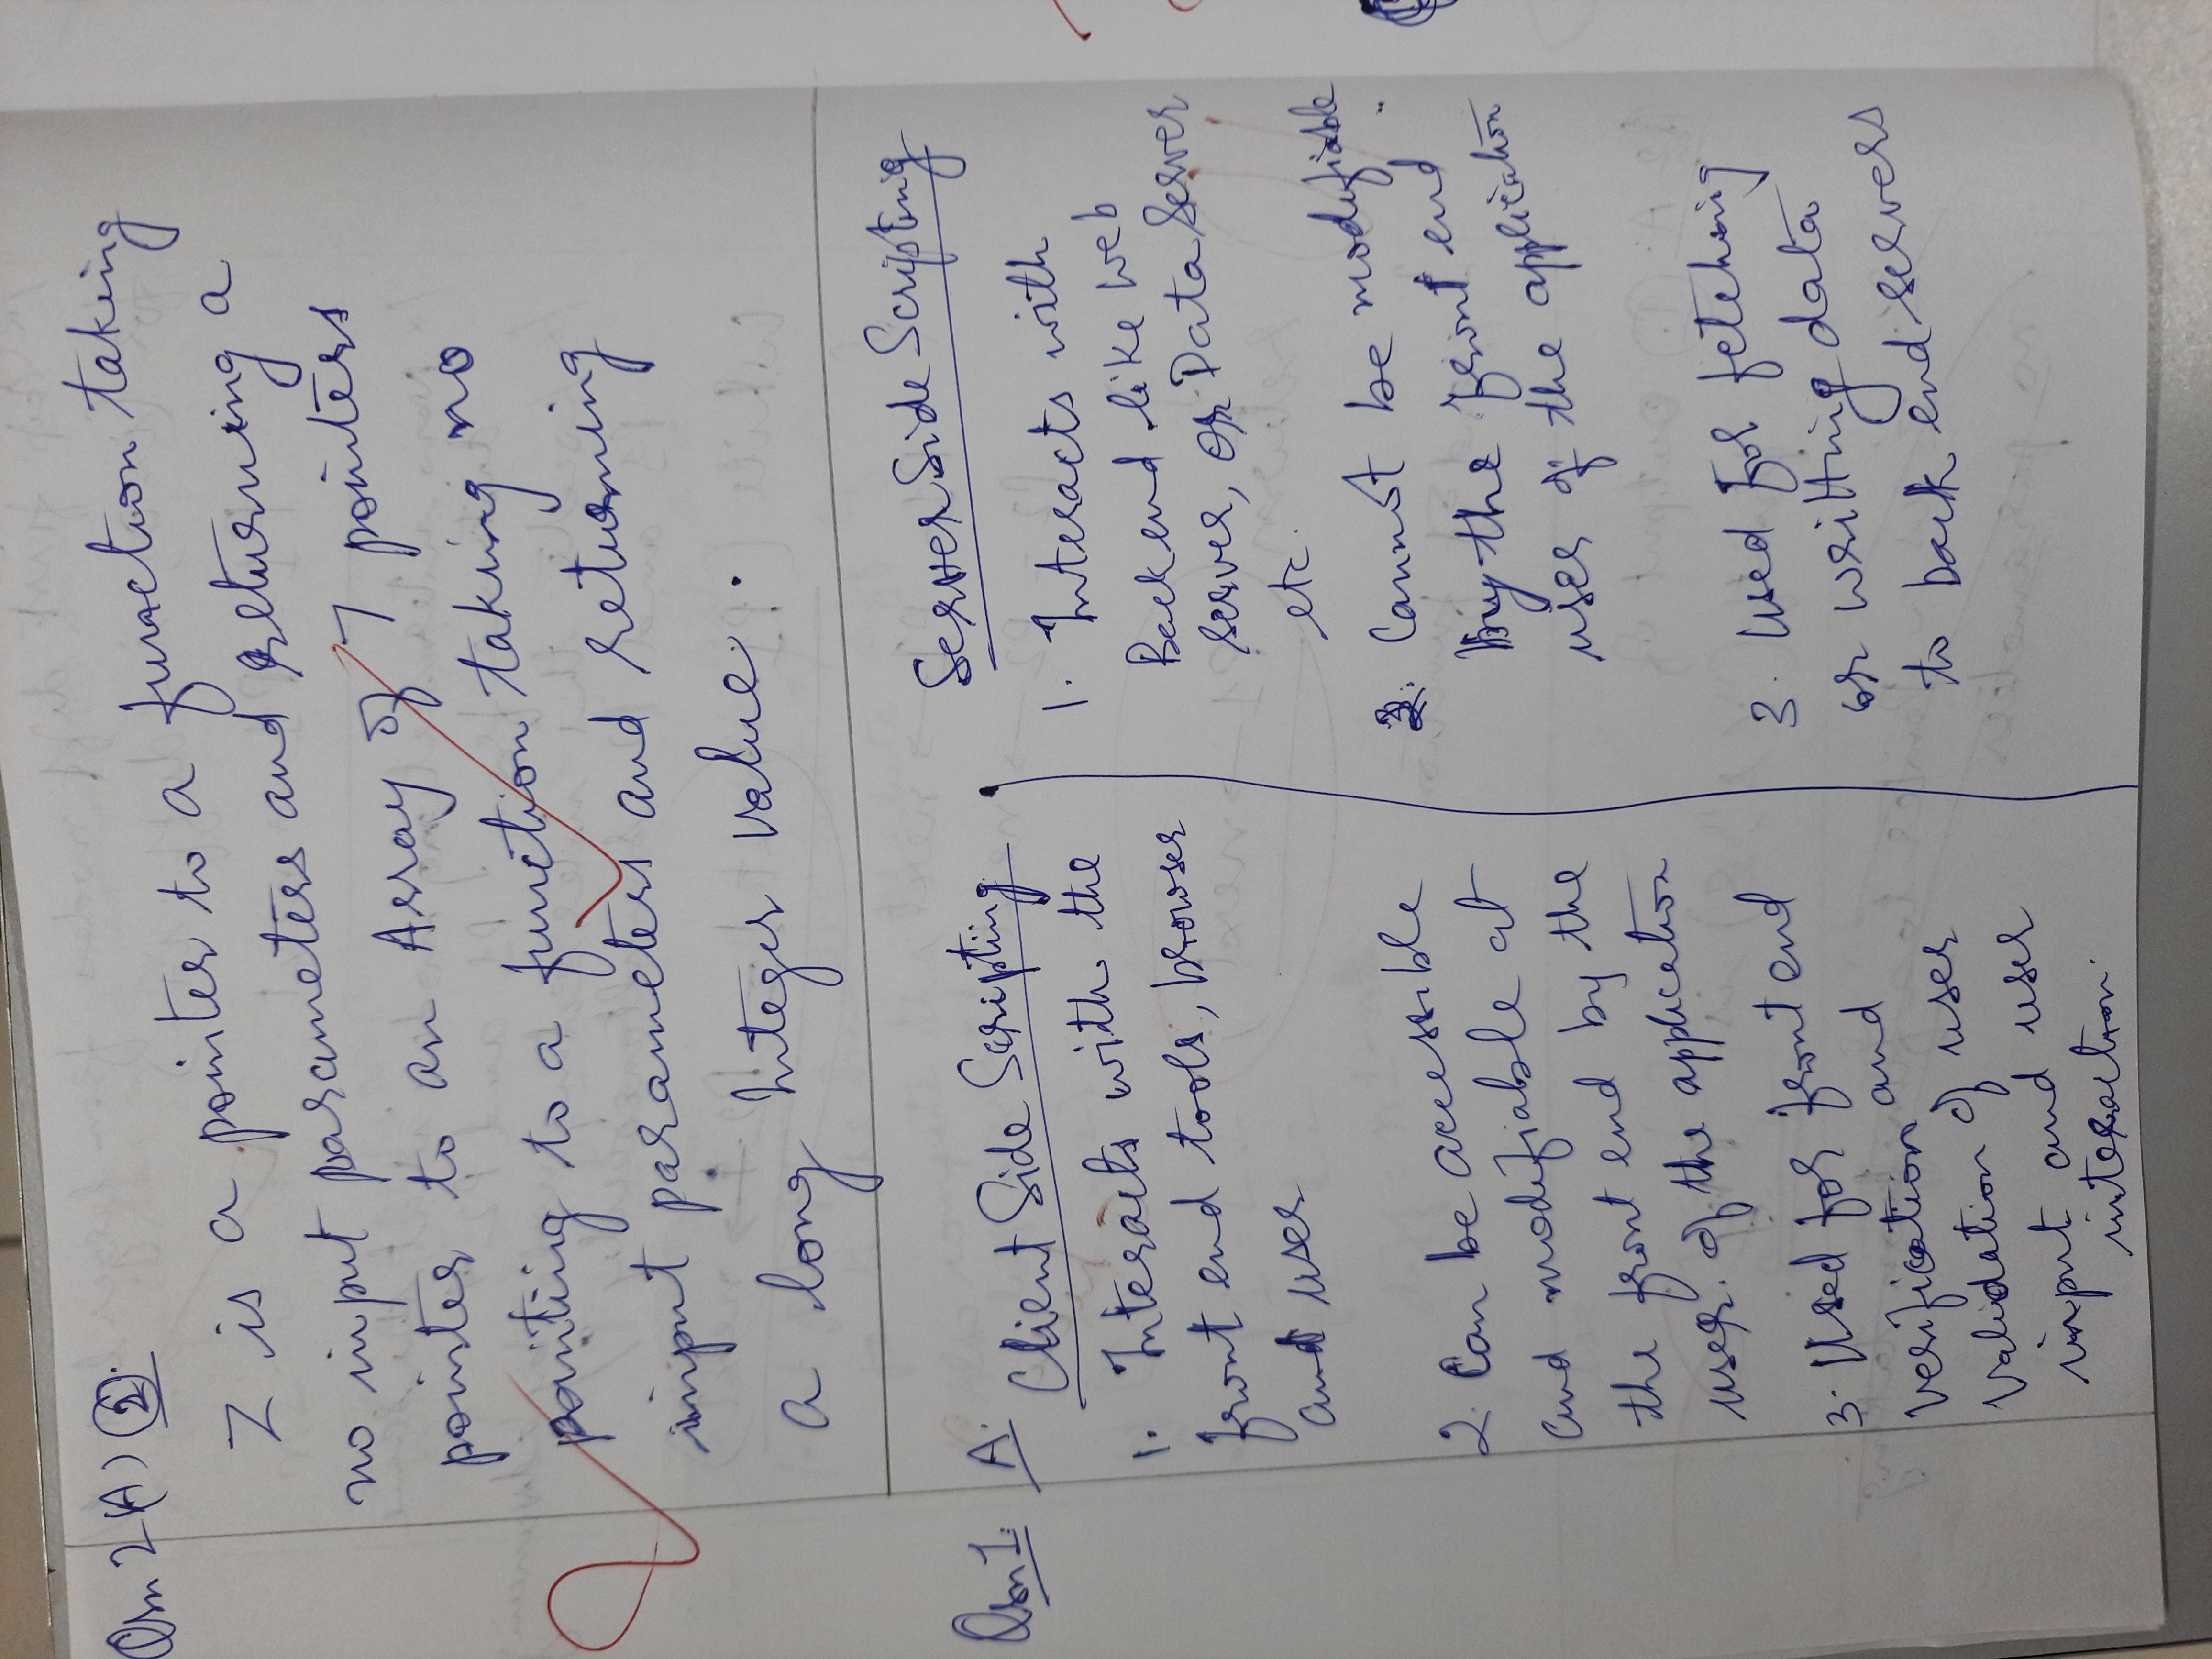 Qsn 2 (A) 2.
Z is a pointer to a function taking
no input parameters and returning a
pointer to an Array of 7 pointers
pointing to a function taking no
input parameters and returning
a long Integer value.
Qsn 1. A.
Client Side Scripting
1. Interacts with the
front end tools, browser
and user
2. Can be accessible
and modifiable at
the front end by the
user. of the application
3. Used for front end
verification and
validation of user
input and user
interaction.
Server Side Scripting
1. Interacts with
Back end like web
server, or Data Server
etc.
2. Cannot be modifiable
by the front end
user of the application
3. Used for fetching
or writting data
to back end servers